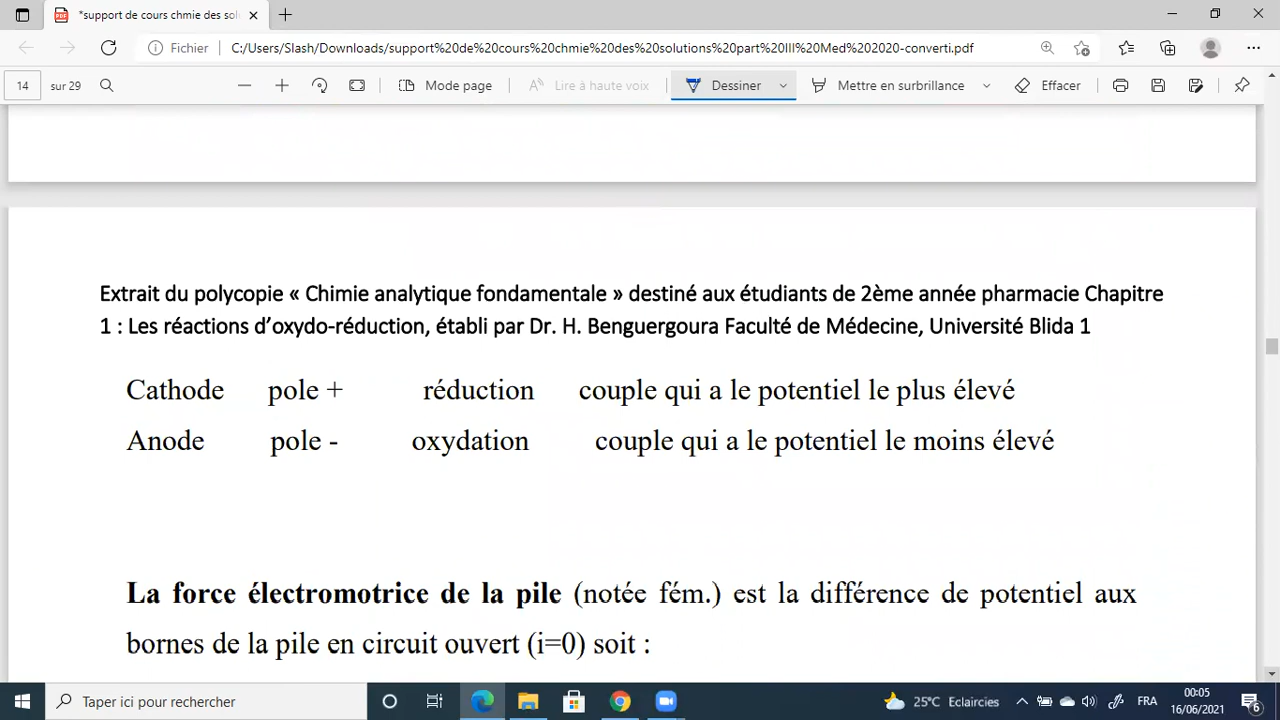 *support de cours chmie des sol
Fichier C:/Users/Slash/Downloads/support%20de%20cours%20chmie%20des%20solutions%20part%20III%20Med%202020-converti.pdf
14 sur 29 Mode page Lire à haute voix Dessiner Mettre en surbrillance Effacer
Extrait du polycopie « Chimie analytique fondamentale » destiné aux étudiants de 2ème année pharmacie Chapitre
1 : Les réactions d’oxydo-réduction, établi par Dr. H. Benguergoura Faculté de Médecine, Université Blida 1
Cathode pole + réduction couple qui a le potentiel le plus élevé
Anode pole - oxydation couple qui a le potentiel le moins élevé
La force électromotrice de la pile (notée fém.) est la différence de potentiel aux
bornes de la pile en circuit ouvert (i=0) soit :
Taper ici pour rechercher 25°C Eclaircies FRA 00:05
16/06/2021 6